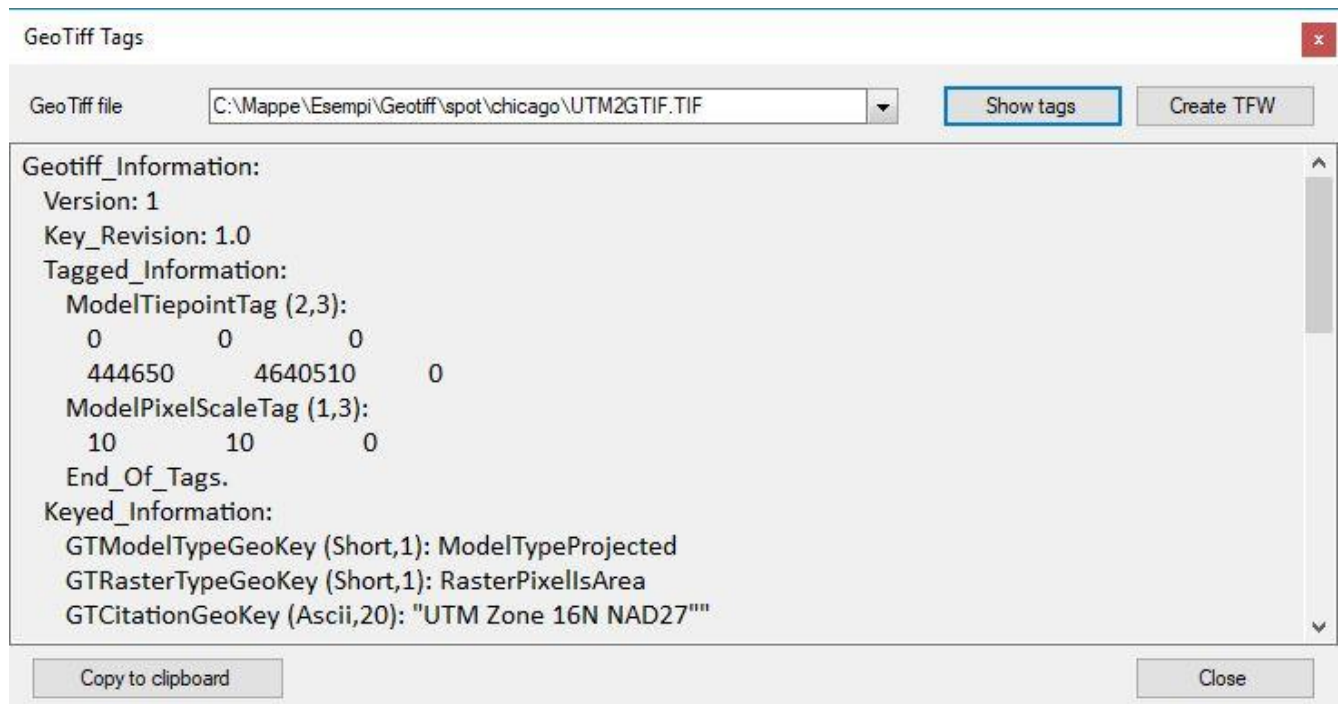 GeoTiff Tags
x
GeoTiff file C:\Mappe\Esempi\Geotiff\spot\chicago\UTM2GTIF.TIF Show tags Create TFW
Geotiff_Information:
Version: 1
Key_Revision: 1.0
Tagged_Information:
ModelTiepointTag (2,3):
0 0 0
444650 4640510 0
ModelPixelScaleTag (1,3):
10 10 0
End_Of_Tags.
Keyed_Information:
GTModelTypeGeoKey (Short,1): ModelTypeProjected
GTRasterTypeGeoKey (Short,1): RasterPixelIsArea
GTCitationGeoKey (Ascii,20): "UTM Zone 16N NAD27""
Copy to clipboard Close